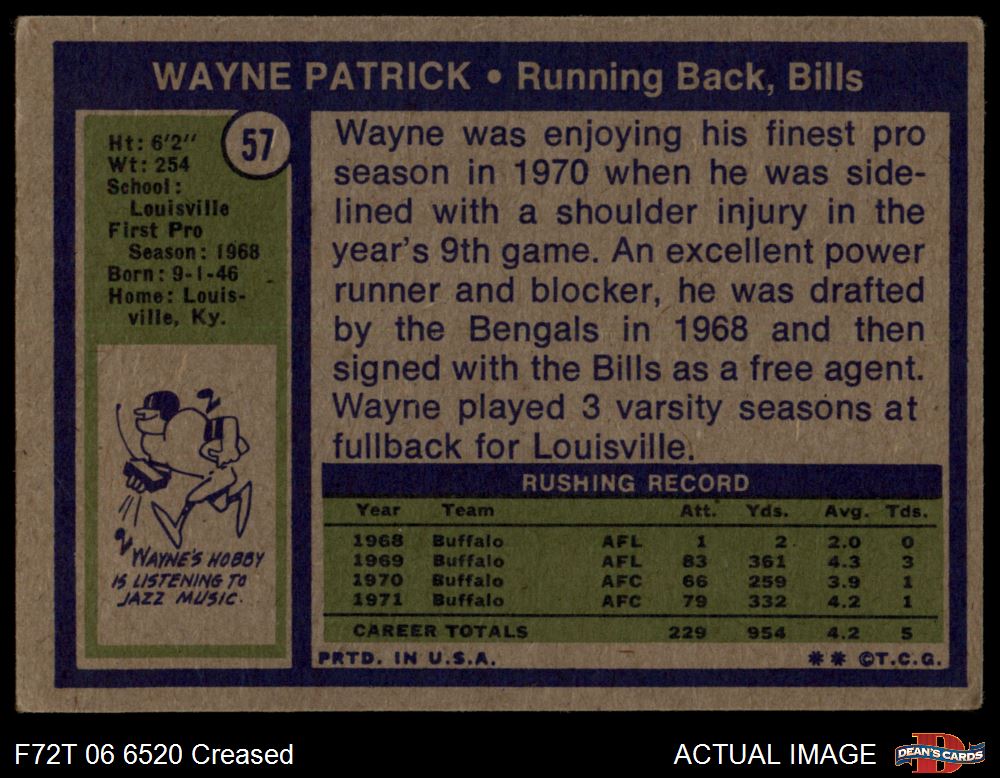 WAYNE PATRICK • Running Back, Bills
57
Ht: 6'2"
Wt: 254
School:
Louisville
First Pro
Season: 1968
Born: 9-1-46
Home: Louis-
ville, Ky.
Wayne was enjoying his finest pro
season in 1970 when he was side-
lined with a shoulder injury in the
year's 9th game. An excellent power
runner and blocker, he was drafted
by the Bengals in 1968 and then
signed with the Bills as a free agent.
Wayne played 3 varsity seasons at
fullback for Louisville.
WAYNE'S HOBBY
IS LISTENING TO
JAZZ MUSIC.
RUSHING RECORD
Year Team Att. Yds. Avg. Tds.
1968 Buffalo AFL 1 2 2.0 0
1969 Buffalo AFL 83 361 4.3 3
1970 Buffalo AFC 66 259 3.9 1
1971 Buffalo AFC 79 332 4.2 1
CAREER TOTALS 229 954 4.2 5
PRTD. IN U.S.A. ** ©T.C.G.
F72T 06 6520 Creased ACTUAL IMAGE
D
DEAN'S CARDS